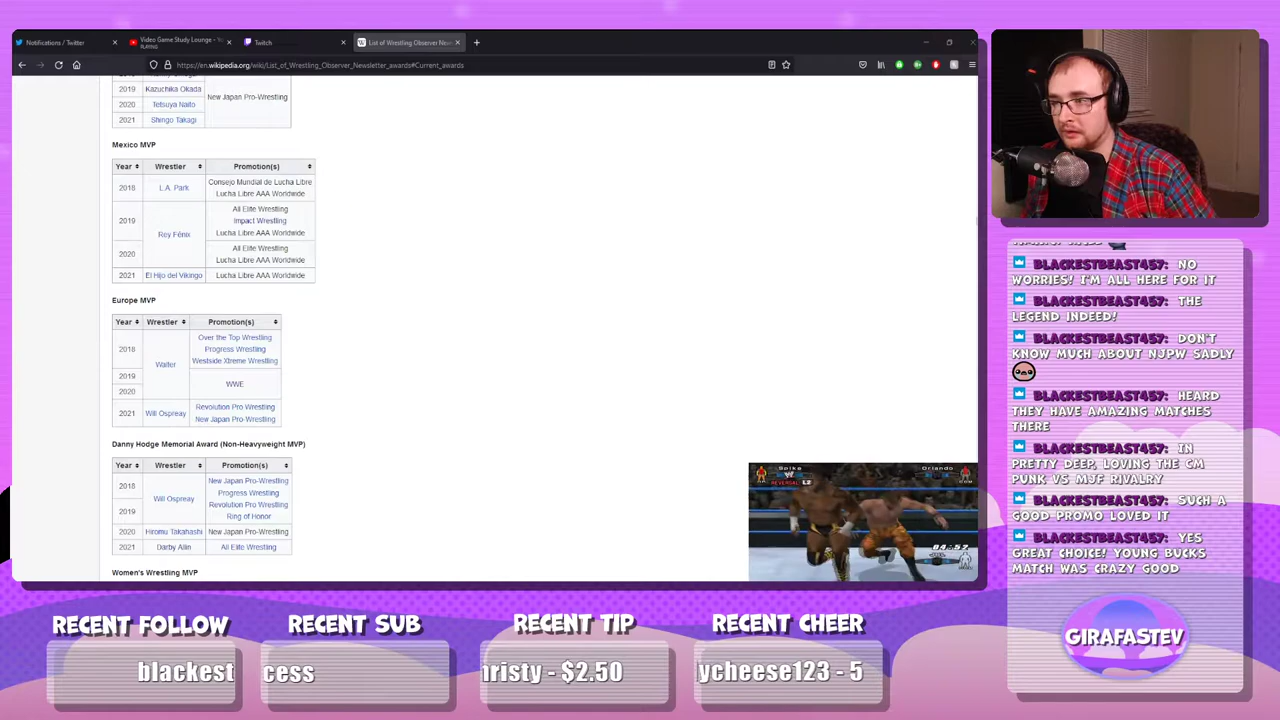 Notifications / Twitter
Video Game Study Lounge -
PLAYING
Twitch
List of Wrestling Observer New
https://en.wikipedia.org/wiki/List_of_Wrestling_Observer_Newsletter_awards#Current_awards
2019 Kazuchika Okada New Japan Pro-Wrestling
2020 Tetsuya Naito
2021 Shingo Takagi
Mexico MVP
Year Wrestler Promotion(s)
2018 L.A. Park Consejo Mundial de Lucha Libre
Lucha Libre AAA Worldwide
2019 Rey Fénix All Elite Wrestling
Impact Wrestling
Lucha Libre AAA Worldwide
2020 All Elite Wrestling
Lucha Libre AAA Worldwide
2021 El Hijo del Vikingo Lucha Libre AAA Worldwide
Europe MVP
Year Wrestler Promotion(s)
2018 Walter Over the Top Wrestling
Progress Wrestling
Westside Xtreme Wrestling
2019 WWE
2020
2021 Will Ospreay Revolution Pro Wrestling
New Japan Pro-Wrestling
Danny Hodge Memorial Award (Non-Heavyweight MVP)
Year Wrestler Promotion(s)
2018 Will Ospreay New Japan Pro-Wrestling
Progress Wrestling
2019 Revolution Pro Wrestling
Ring of Honor
2020 Hiromu Takahashi New Japan Pro-Wrestling
2021 Darby Allin All Elite Wrestling
Women's Wrestling MVP
Spike
REVERSAL L2
Orlando
COM
04:57
BLACKESTBEAST457: NO
WORRIES! I'M ALL HERE FOR IT
BLACKESTBEAST457: THE
LEGEND INDEED!
BLACKESTBEAST457: DON'T
KNOW MUCH ABOUT NJPW SADLY
BLACKESTBEAST457: HEARD
THEY HAVE AMAZING MATCHES
THERE
BLACKESTBEAST457: IN
PRETTY DEEP, LOVING THE CM
PUNK VS MJF RIVALRY
BLACKESTBEAST457: SUCH A
GOOD PROMO LOVED IT
BLACKESTBEAST457: YES
GREAT CHOICE! YOUNG BUCKS
MATCH WAS CRAZY GOOD
GIRAFASTEV
RECENT FOLLOW
blackest
RECENT SUB
cess
RECENT TIP
hristy - $2.50
RECENT CHEER
ycheese123 - 5